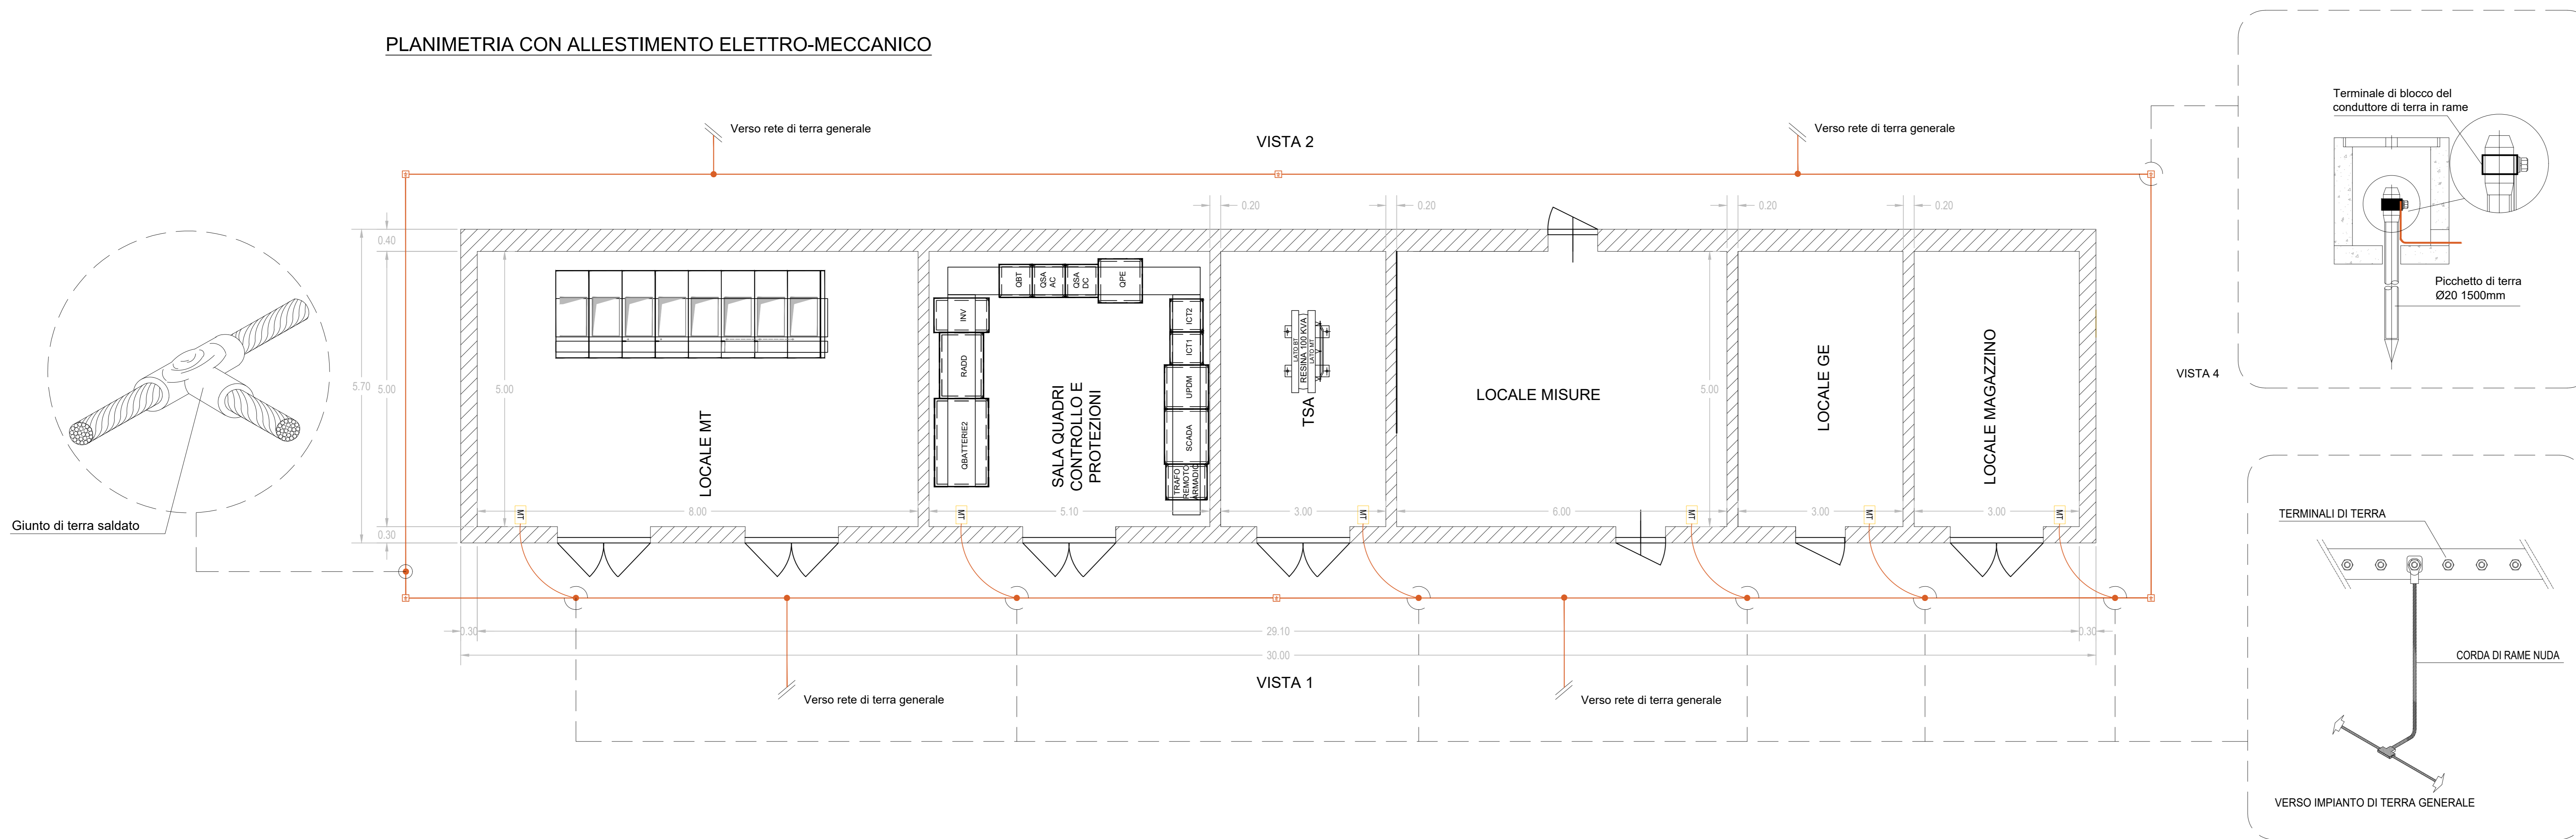 PLANIMETRIA CON ALLESTIMENTO ELETTRO-MECCANICO
Verso rete di terra generale
VISTA 2
Verso rete di terra generale
Terminale di blocco del
conduttore di terra in rame
Picchetto di terra
Ø20 1500mm
0.20
0.20
0.20
0.20
0.40
5.70
5.00
0.30
5.00
5.00
LOCALE MT
QBT
QSA
AC
QSA
DC
QPE
INV
RADD
QBATTERIE2
ICT2
ICT1
UPDM
SCADA
TRAFO
REMOTO
ARMADIO
SALA QUADRI
CONTROLLO E
PROTEZIONI
LATO BT
(RESINA 100 KVA)
LATO MT
TSA
LOCALE MISURE
LOCALE GE
LOCALE MAGAZZINO
VISTA 4
Giunto di terra saldato
MT
MT
MT
MT
MT
MT
8.00
5.10
3.00
6.00
3.00
3.00
0.30
29.10
0.30
30.00
VISTA 1
Verso rete di terra generale
Verso rete di terra generale
TERMINALI DI TERRA
CORDA DI RAME NUDA
VERSO IMPIANTO DI TERRA GENERALE